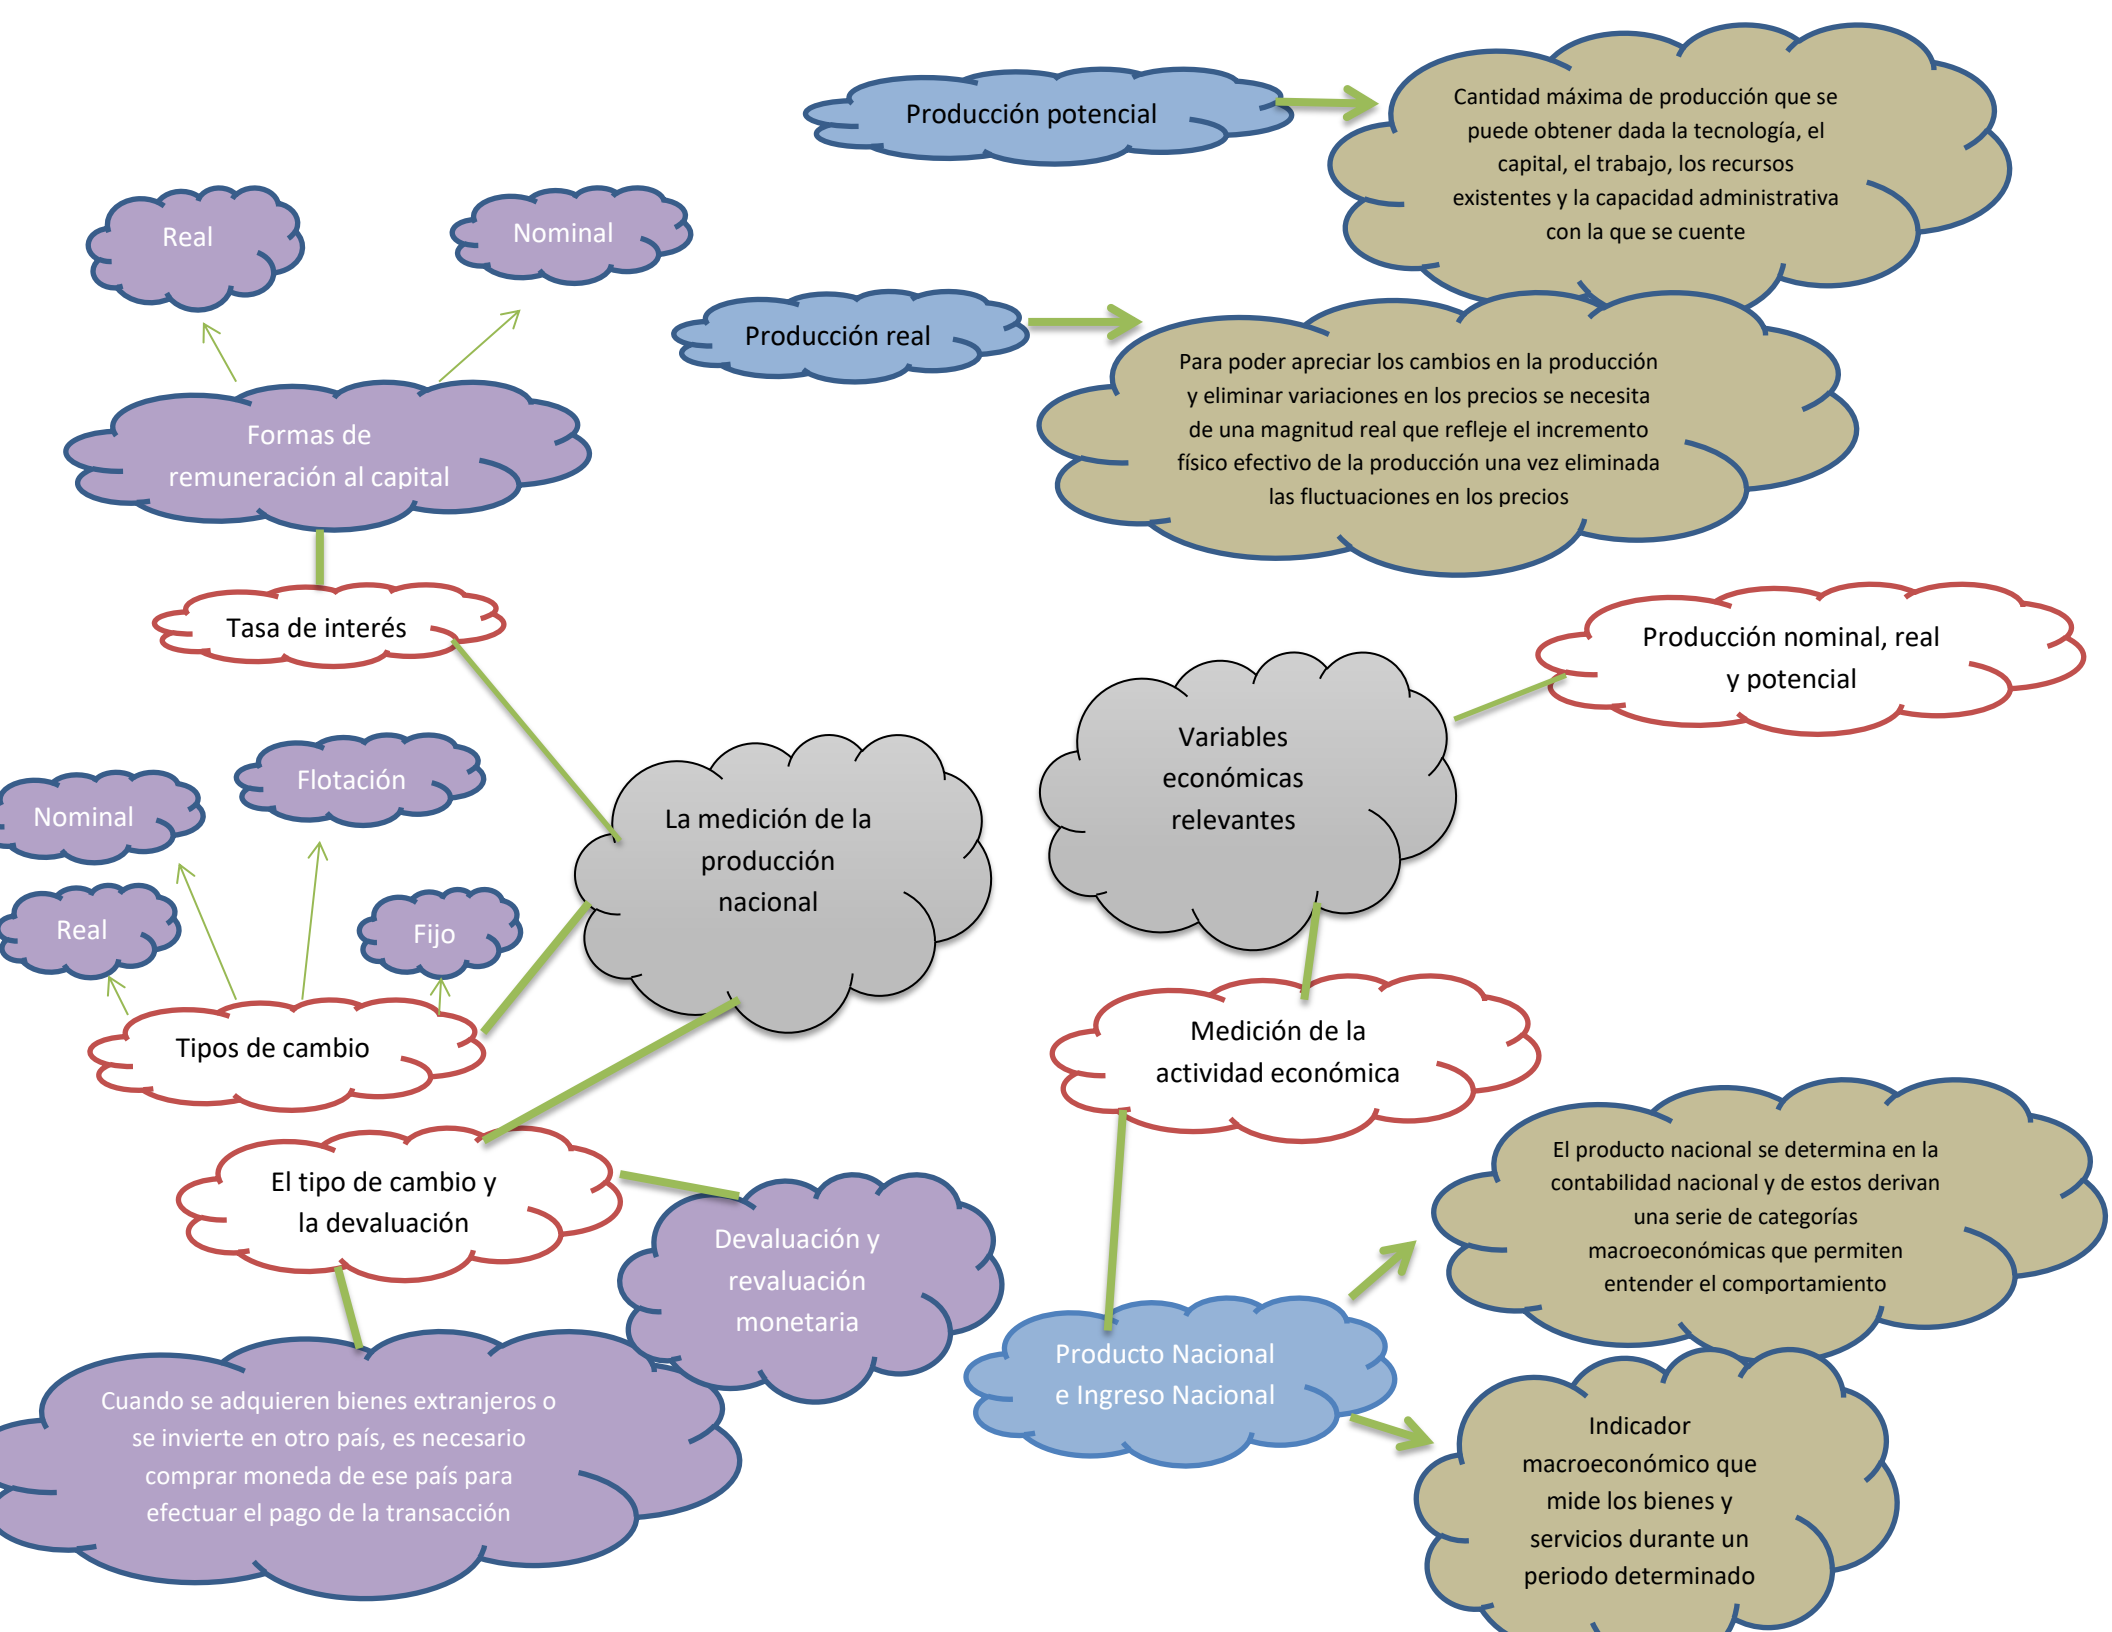 Producción potencial
Cantidad máxima de producción que se
puede obtener dada la tecnología, el
capital, el trabajo, los recursos
existentes y la capacidad administrativa
con la que se cuente
Real
Nominal
Producción real
Para poder apreciar los cambios en la producción
y eliminar variaciones en los precios se necesita
de una magnitud real que refleje el incremento
físico efectivo de la producción una vez eliminada
las fluctuaciones en los precios
Formas de
remuneración al capital
Tasa de interés
Producción nominal, real
y potencial
Variables
económicas
relevantes
Flotación
Nominal
La medición de la
producción
nacional
Real
Fijo
Tipos de cambio
Medición de la
actividad económica
El tipo de cambio y
la devaluación
El producto nacional se determina en la
contabilidad nacional y de estos derivan
una serie de categorías
macroeconómicas que permiten
entender el comportamiento
Devaluación y
revaluación
monetaria
Producto Nacional
e Ingreso Nacional
Cuando se adquieren bienes extranjeros o
se invierte en otro país, es necesario
comprar moneda de ese país para
efectuar el pago de la transacción
Indicador
macroeconómico que
mide los bienes y
servicios durante un
periodo determinado